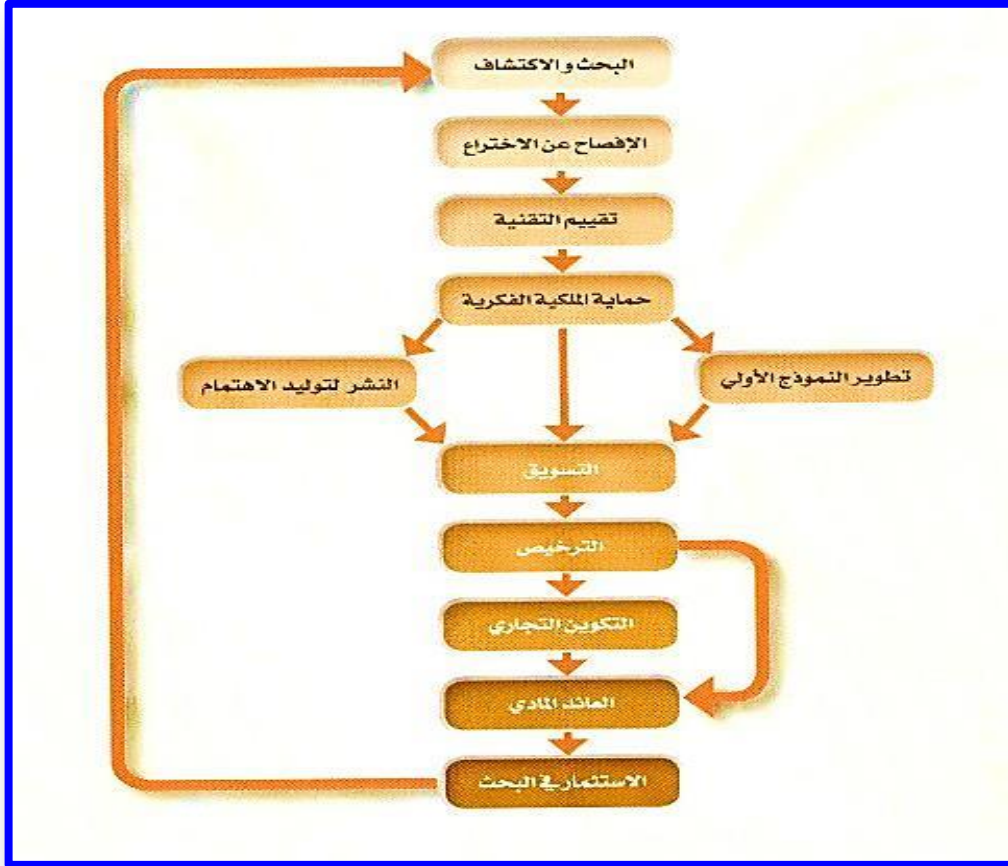 البحث و الاكتشاف
الإفصاح عن الاختراع
تقييم التقنية
حماية الملكية الفكرية
تطوير النموذج الأولي
النشر لتوليد الاهتمام
التسويق
الترخيص
التكوين التجاري
العائد المادي
الاستثمار في البحث